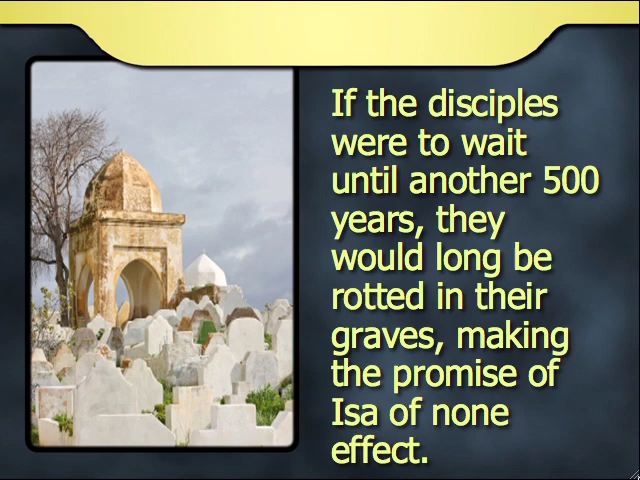 If the disciples
were to wait
until another 500
years, they
would long be
rotted in their
graves, making
the promise of
Isa of none
effect.